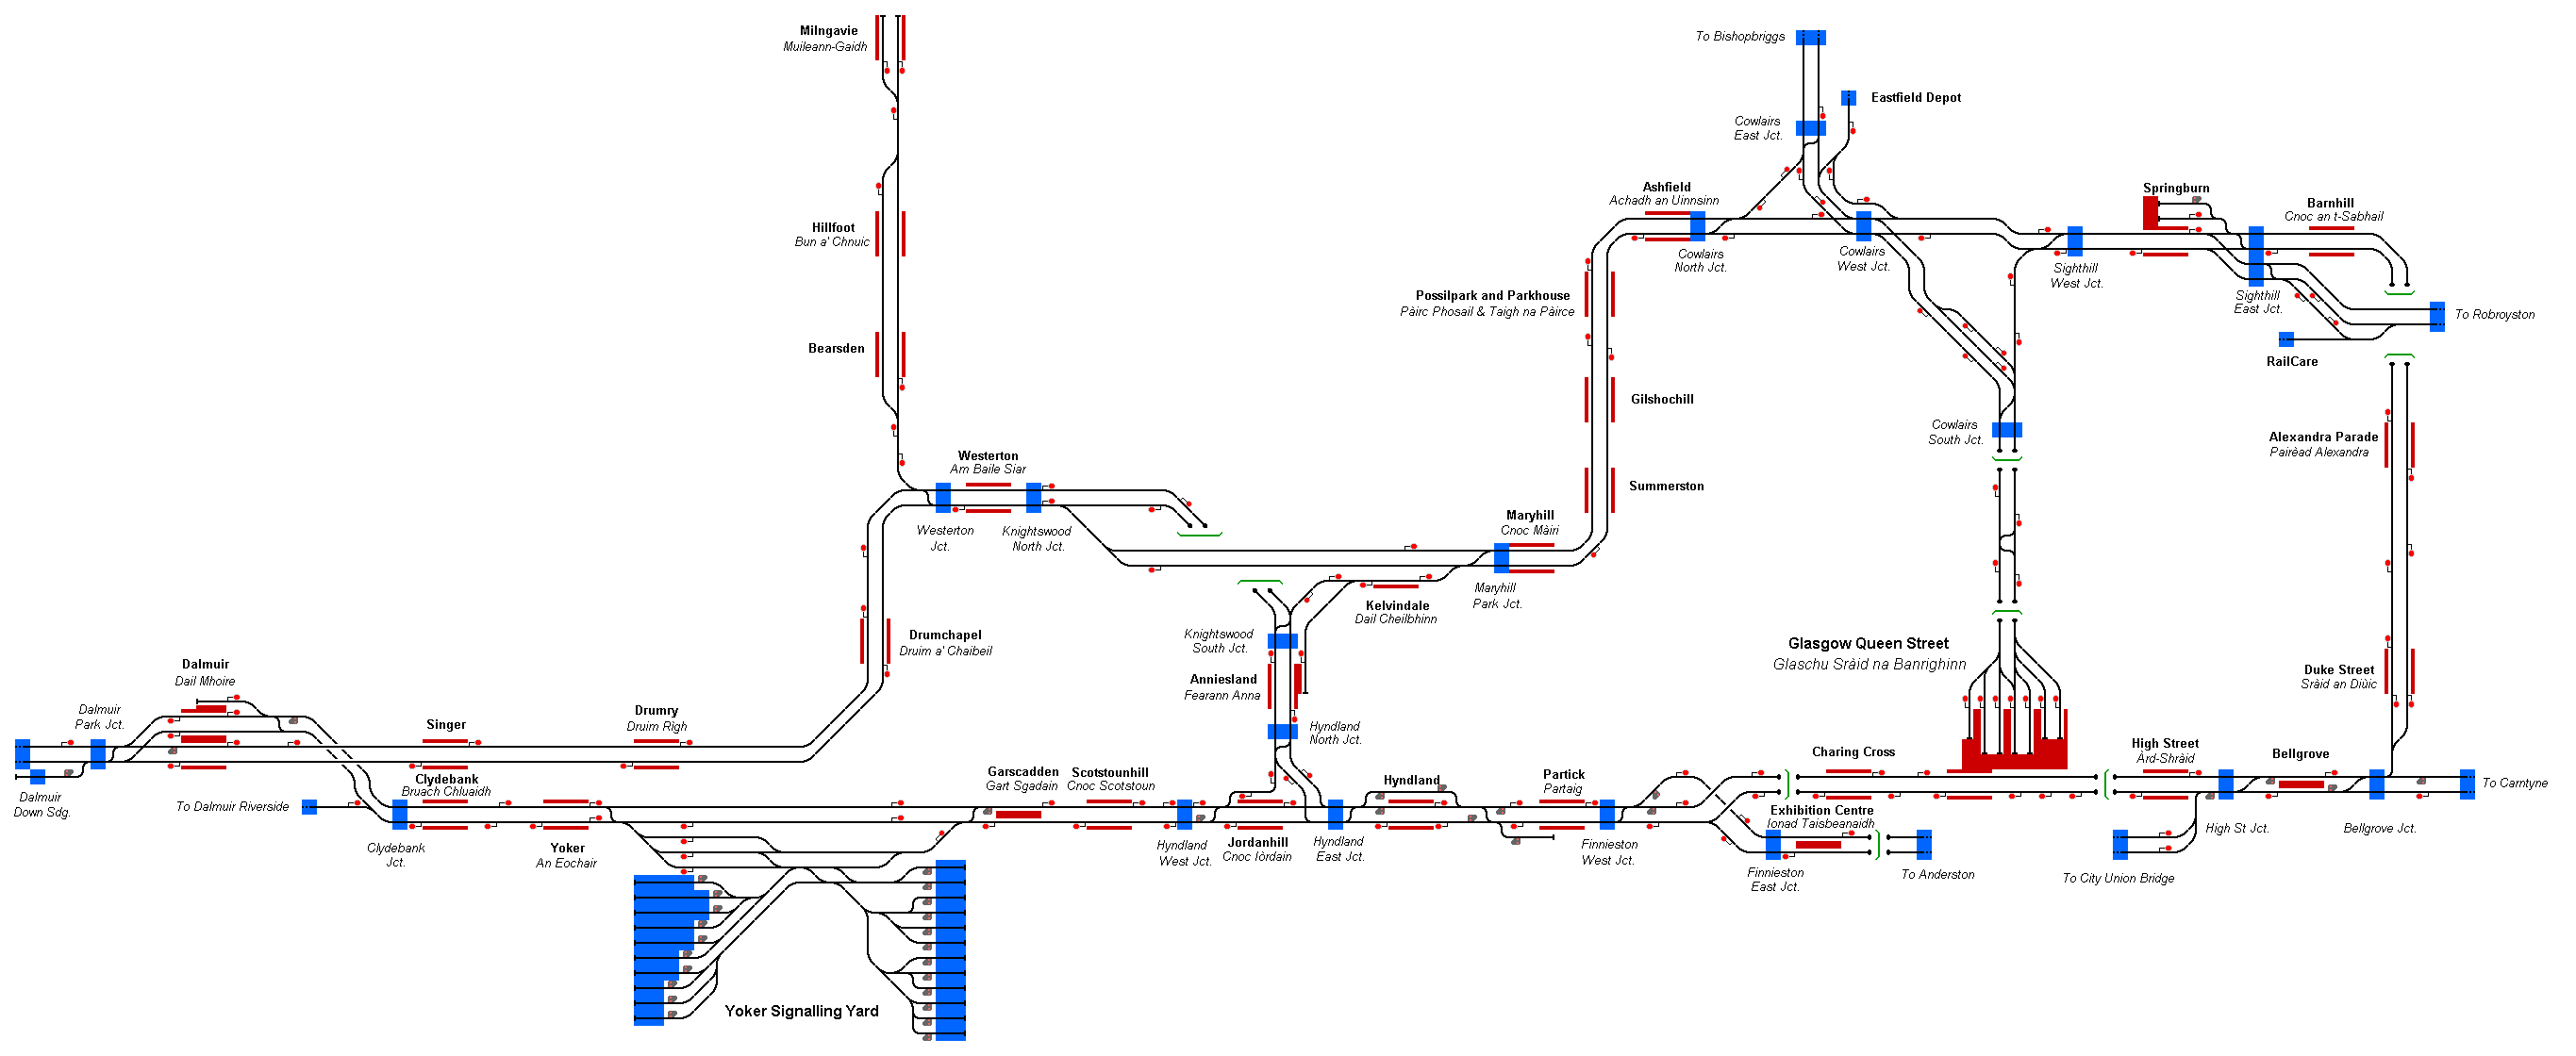 Milngavie
Muileann-Gaidh
To Bishopbriggs
Eastfield Depot
Cowlairs
East Jct.
Hillfoot
Bun a' Chnuic
Ashfield
Achadh an Uinnsinn
Springburn
Barnhill
Cnoc an t-Sabhail
Cowlairs
North Jct.
Cowlairs
West Jct.
Sighthill
West Jct.
Sighthill
East Jct.
Possilpark and Parkhouse
Pàirc Phosail & Taigh na Pàirce
To Robroyston
RailCare
Bearsden
Gilshochill
Cowlairs
South Jct.
Alexandra Parade
Pairèad Alexandra
Westerton
Am Baile Siar
Summerston
Westerton
Jct.
Knightswood
North Jct.
Maryhill
Cnoc Màiri
Maryhill
Park Jct.
Kelvindale
Dail Cheilbhinn
Drumchapel
Druim a' Chaibeil
Knightswood
South Jct.
Glasgow Queen Street
Glaschu Sràid na Banrighinn
Dalmuir
Dail Mhoire
Anniesland
Fearann Anna
Duke Street
Sràid an Diùic
Dalmuir
Park Jct.
Singer
Drumry
Druim Righ
Hyndland
North Jct.
Charing Cross
High Street
Àrd-Shràid
Bellgrove
Dalmuir
Down Sdg.
To Dalmuir Riverside
Clydebank
Bruach Chluaidh
Garscadden
Gart Sgadain
Scotstounhill
Cnoc Scotstoun
Hyndland
Partick
Partaig
To Carntyne
Exhibition Centre
Ionad Taisbeanaidh
Clydebank
Jct.
Yoker
An Eochair
Hyndland
West Jct.
Jordanhill
Cnoc Iòrdain
Hyndland
East Jct.
Finnieston
West Jct.
High St Jct.
Bellgrove Jct.
Finnieston
East Jct.
To Anderston
To City Union Bridge
Yoker Signalling Yard